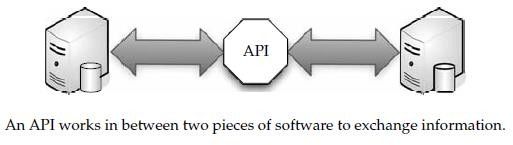 API
An API works in between two pieces of software to exchange information.